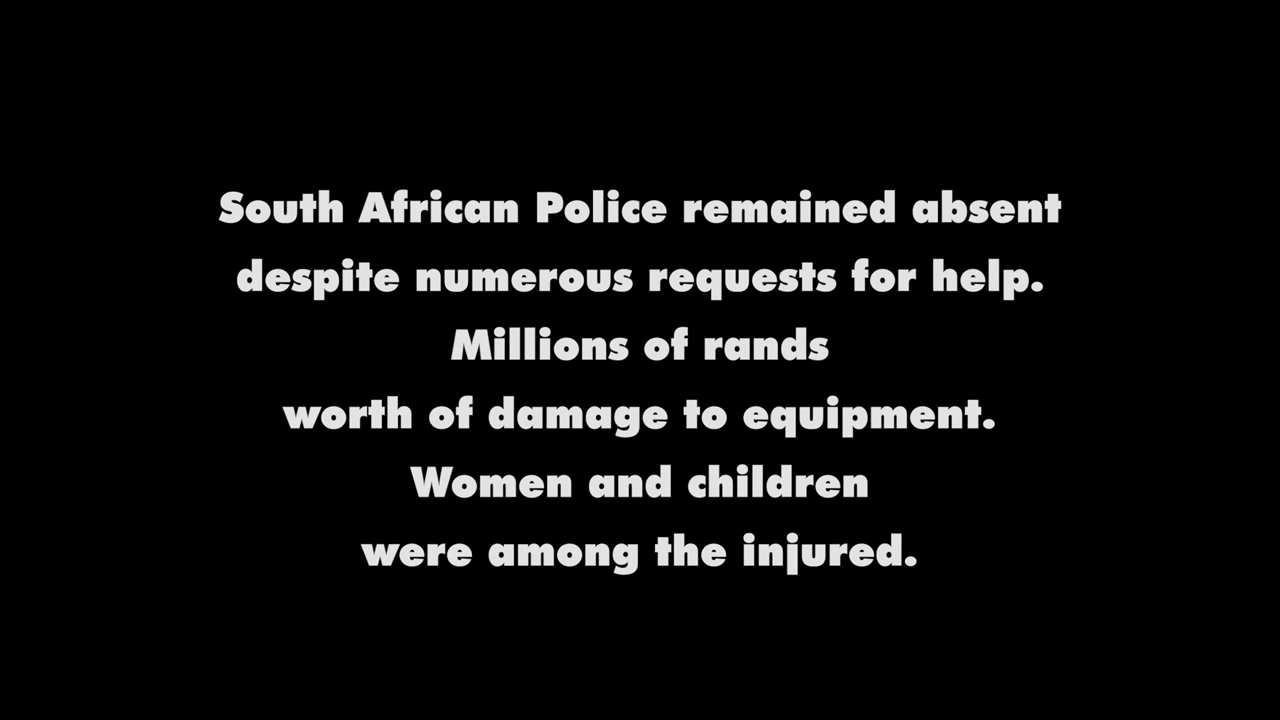 South African Police remained absent
despite numerous requests for help.
Millions of rands
worth of damage to equipment.
Women and children
were among the injured.